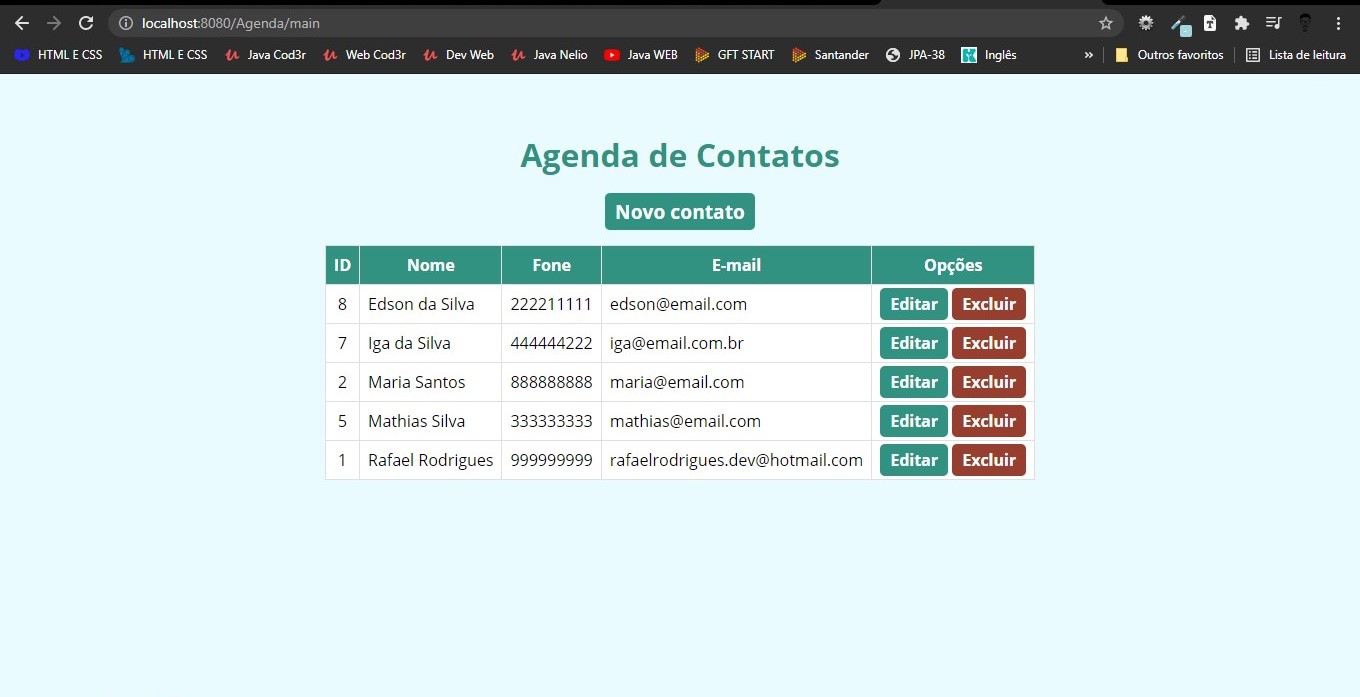 localhost:8080/Agenda/main
HTML E CSS HTML E CSS Java Cod3r Web Cod3r Dev Web Java Nelio Java WEB GFT START Santander JPA-38 Inglês » Outros favoritos Lista de leitura
Agenda de Contatos
Novo contato
ID Nome Fone E-mail Opções
8 Edson da Silva 222211111 edson@email.com Editar Excluir
7 Iga da Silva 444444222 iga@email.com.br Editar Excluir
2 Maria Santos 888888888 maria@email.com Editar Excluir
5 Mathias Silva 333333333 mathias@email.com Editar Excluir
1 Rafael Rodrigues 999999999 rafaelrodrigues.dev@hotmail.com Editar Excluir